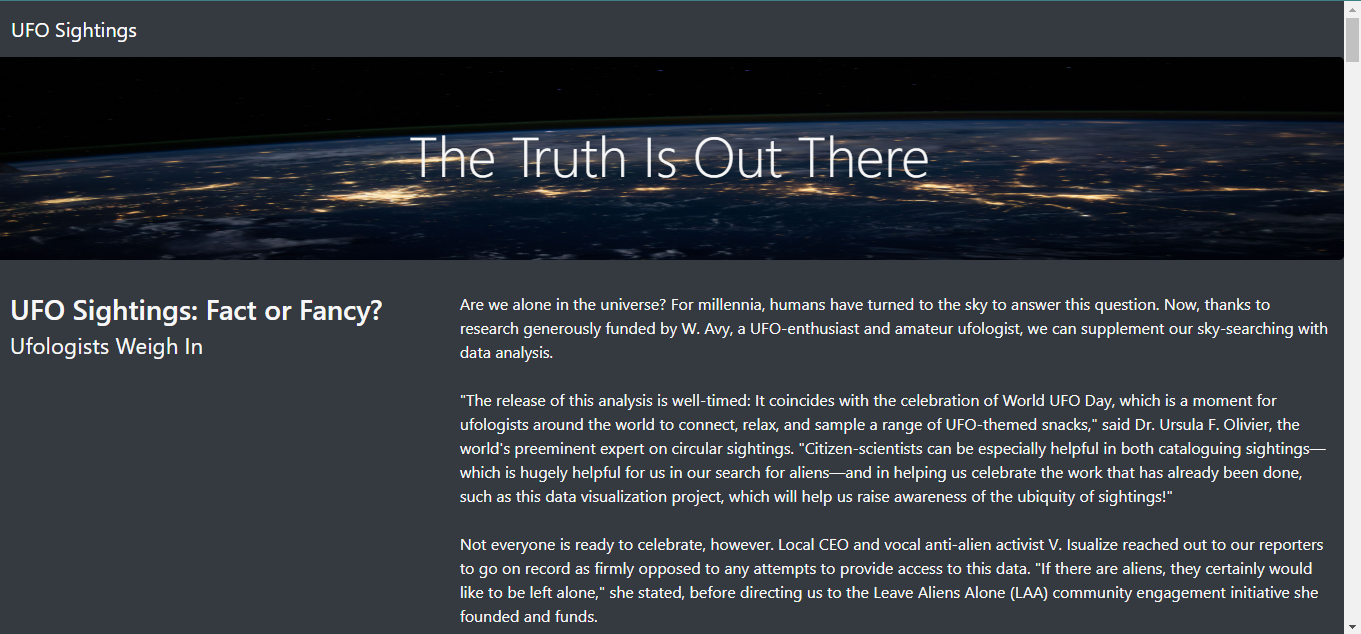 UFO Sightings
The Truth Is Out There
UFO Sightings: Fact or Fancy?
Ufologists Weigh In
Are we alone in the universe? For millennia, humans have turned to the sky to answer this question. Now, thanks to
research generously funded by W. Avy, a UFO-enthusiast and amateur ufologist, we can supplement our sky-searching with
data analysis.
"The release of this analysis is well-timed: It coincides with the celebration of World UFO Day, which is a moment for
ufologists around the world to connect, relax, and sample a range of UFO-themed snacks," said Dr. Ursula F. Olivier, the
world's preeminent expert on circular sightings. "Citizen-scientists can be especially helpful in both cataloguing sightings—
which is hugely helpful for us in our search for aliens—and in helping us celebrate the work that has already been done,
such as this data visualization project, which will help us raise awareness of the ubiquity of sightings!"
Not everyone is ready to celebrate, however. Local CEO and vocal anti-alien activist V. Isualize reached out to our reporters
to go on record as firmly opposed to any attempts to provide access to this data. "If there are aliens, they certainly would
like to be left alone," she stated, before directing us to the Leave Aliens Alone (LAA) community engagement initiative she
founded and funds.